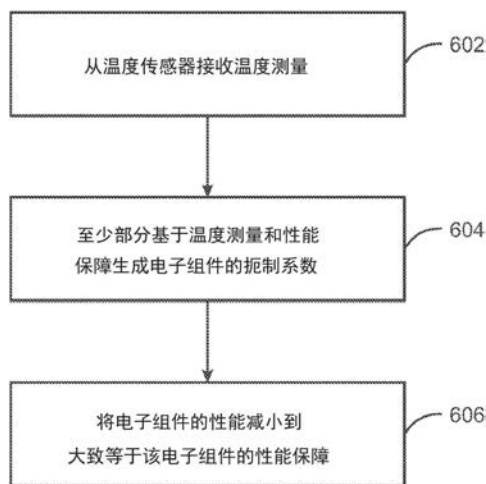 从温度传感器接收温度测量
602
至少部分基于温度测量和性能
保障生成电子组件的扼制系数
604
将电子组件的性能减小到
大致等于该电子组件的性能保障
606